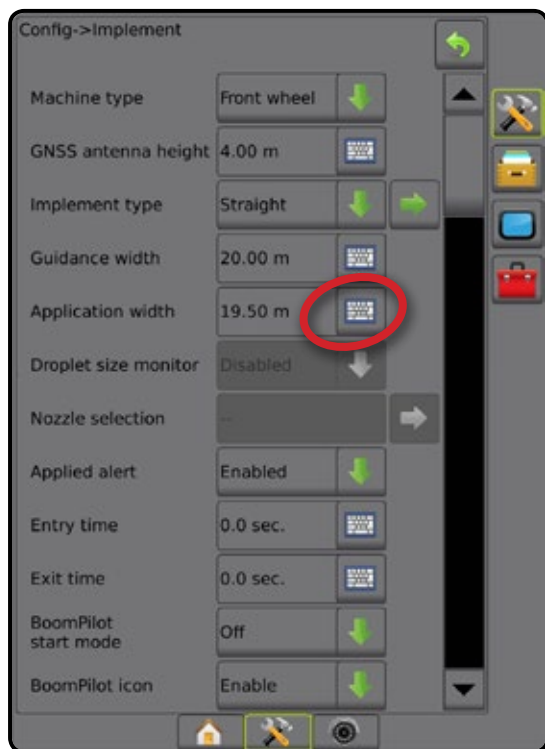 Config->Implement
Machine type Front wheel
GNSS antenna height 4.00 m
Implement type Straight
Guidance width 20.00 m
Application width 19.50 m
Droplet size monitor Disabled
Nozzle selection --
Applied alert Enabled
Entry time 0.0 sec.
Exit time 0.0 sec.
BoomPilot
start mode Off
BoomPilot icon Enable